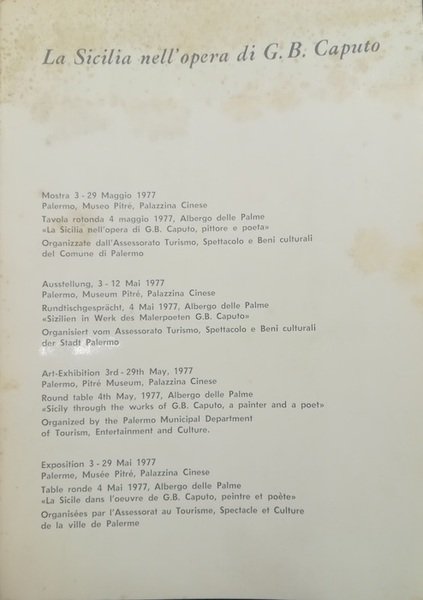 La Sicilia nell'opera di G. B. Caputo
Mostra 3 - 29 Maggio 1977
Palermo, Museo Pitré, Palazzina Cinese
Tavola rotonda 4 maggio 1977, Albergo delle Palme
«La Sicilia nell'opera di G.B. Caputo, pittore e poeta»
Organizzate dall'Assessorato Turismo, Spettacolo e Beni culturali
del Comune di Palermo
Ausstellung, 3 - 12 Mai 1977
Palermo, Museum Pitré, Palazzina Cinese
Rundtischgesprächt, 4 Mai 1977, Albergo delle Palme
«Sizilien in Werk des Malerpoeten G.B. Caputo»
Organisiert vom Assessorato Turismo, Spettacolo e Beni culturali
der Stadt Palermo
Art-Exhibition 3rd - 29th May, 1977
Palermo, Pitré Museum, Palazzina Cinese
Round table 4th May, 1977, Albergo delle Palme
«Sicily through the works of G.B. Caputo, a painter and a poet»
Organized by the Palermo Municipal Department
of Tourism, Entertainment and Culture.
Exposition 3 - 29 Mai 1977
Palerme, Musée Pitré, Palazzina Cinese
Table ronde 4 Mai 1977, Albergo delle Palme
«La Sicile dans l'oeuvre de G.B. Caputo, peintre et poète»
Organisées par l'Assessorat au Tourisme, Spectacle et Culture
de la ville de Palerme